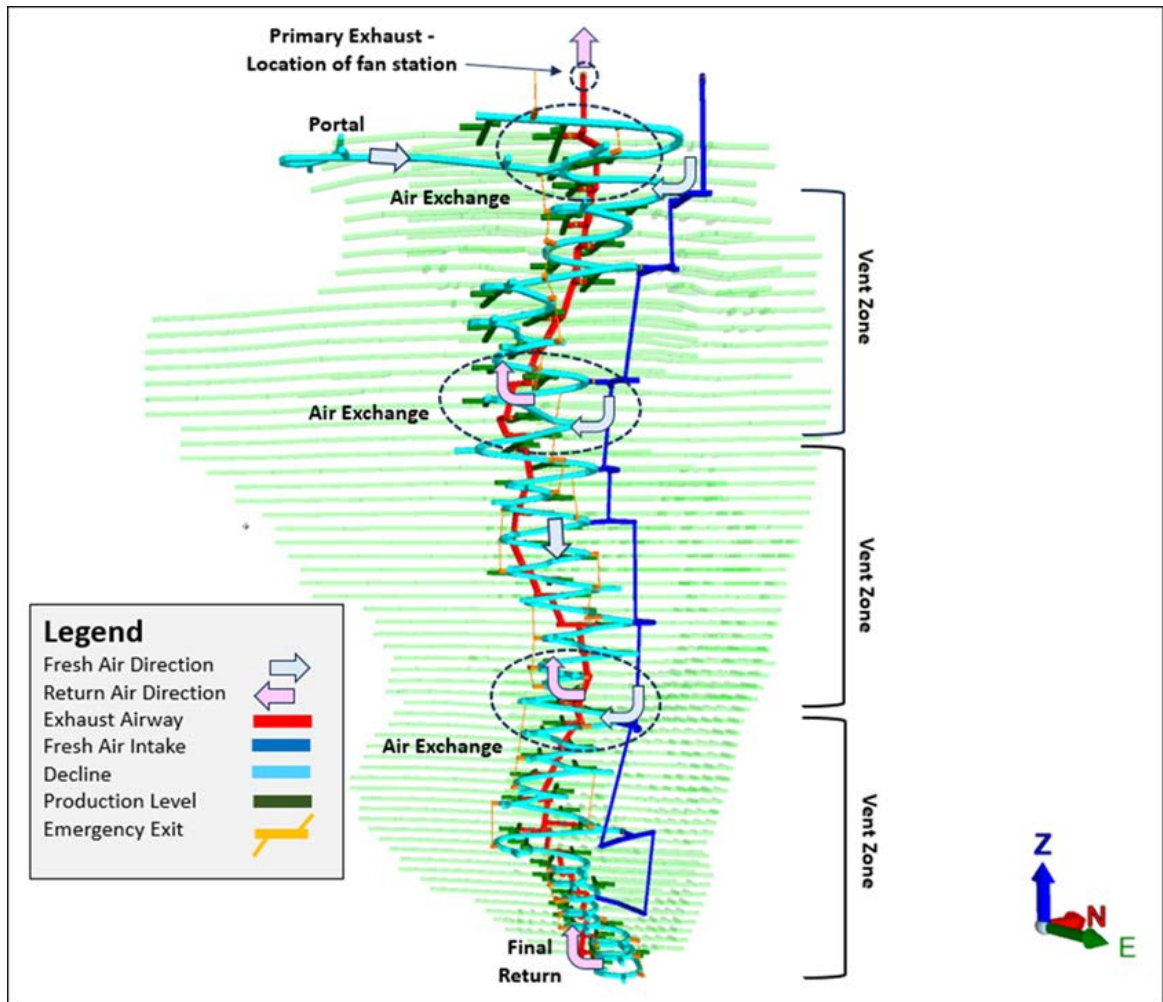 Primary Exhaust -
Location of fan station
Portal
Air Exchange
Vent Zone
Air Exchange
Vent Zone
Legend
Fresh Air Direction
Return Air Direction
Exhaust Airway
Fresh Air Intake
Decline
Production Level
Emergency Exit
Air Exchange
Vent Zone
Final
Return
Z
N
E